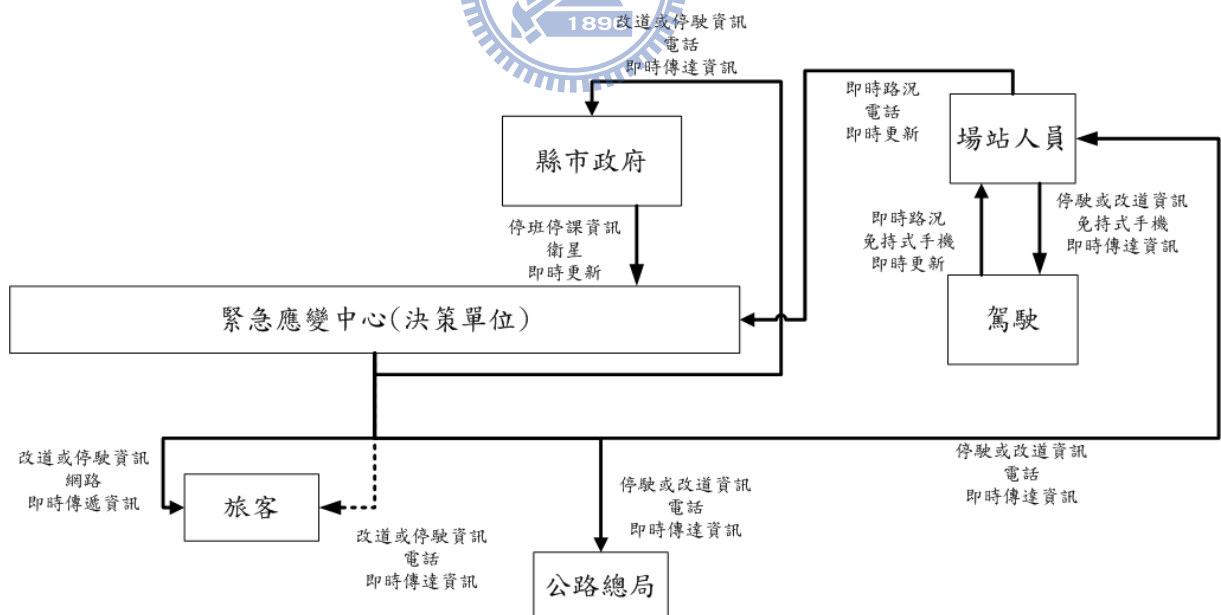 1896
改道或停駛資訊
電話
即時傳達資訊
縣市政府
停班停課資訊
衛星
即時更新
即時路況
電話
即時更新
場站人員
即時路況
免持式手機
即時更新
停駛或改道資訊
免持式手機
即時傳達資訊
駕駛
緊急應變中心(決策單位)
改道或停駛資訊
網路
即時傳遞資訊
旅客
改道或停駛資訊
電話
即時傳達資訊
停駛或改道資訊
電話
即時傳達資訊
公路總局
停駛或改道資訊
電話
即時傳達資訊